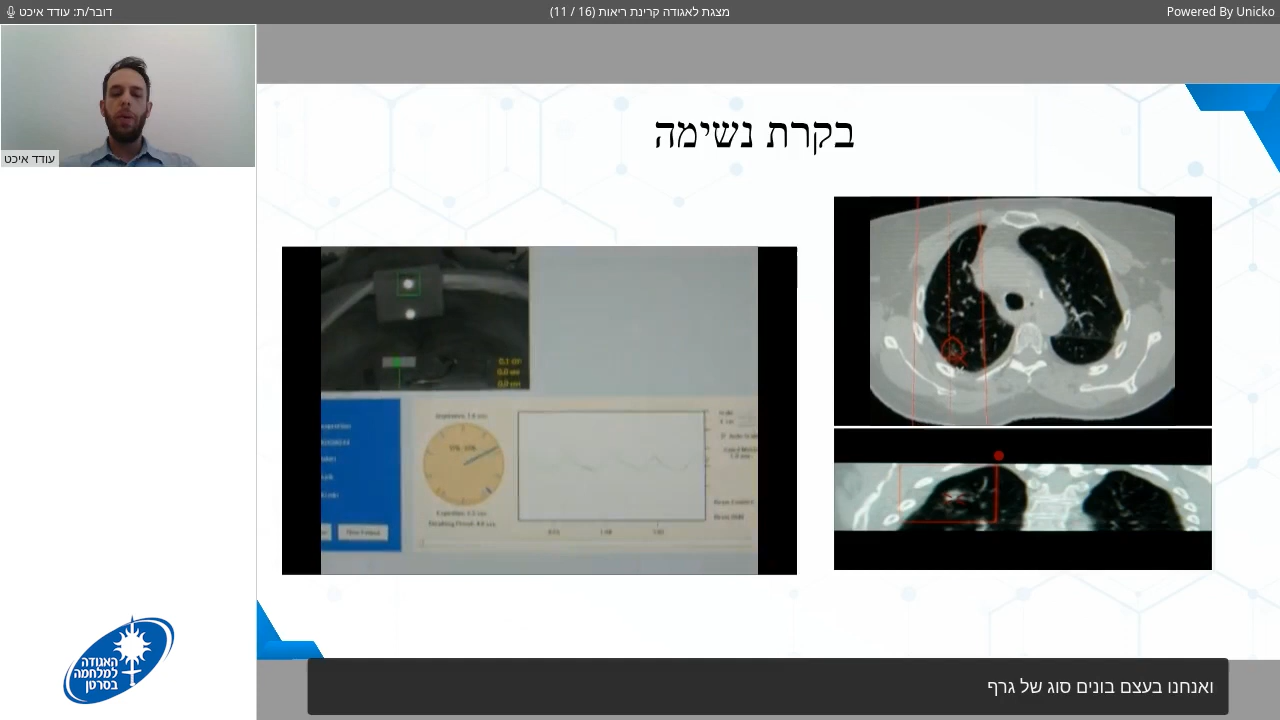 דובר/ת: עודד איכט
מצגת לאגודה קרינת ריאות (16 / 11)
Powered By Unicko
עודד איכט
בקרת נשימה
האגודה
למלחמה
בסרטן
ואנחנו בעצם בונים סוג של גרף